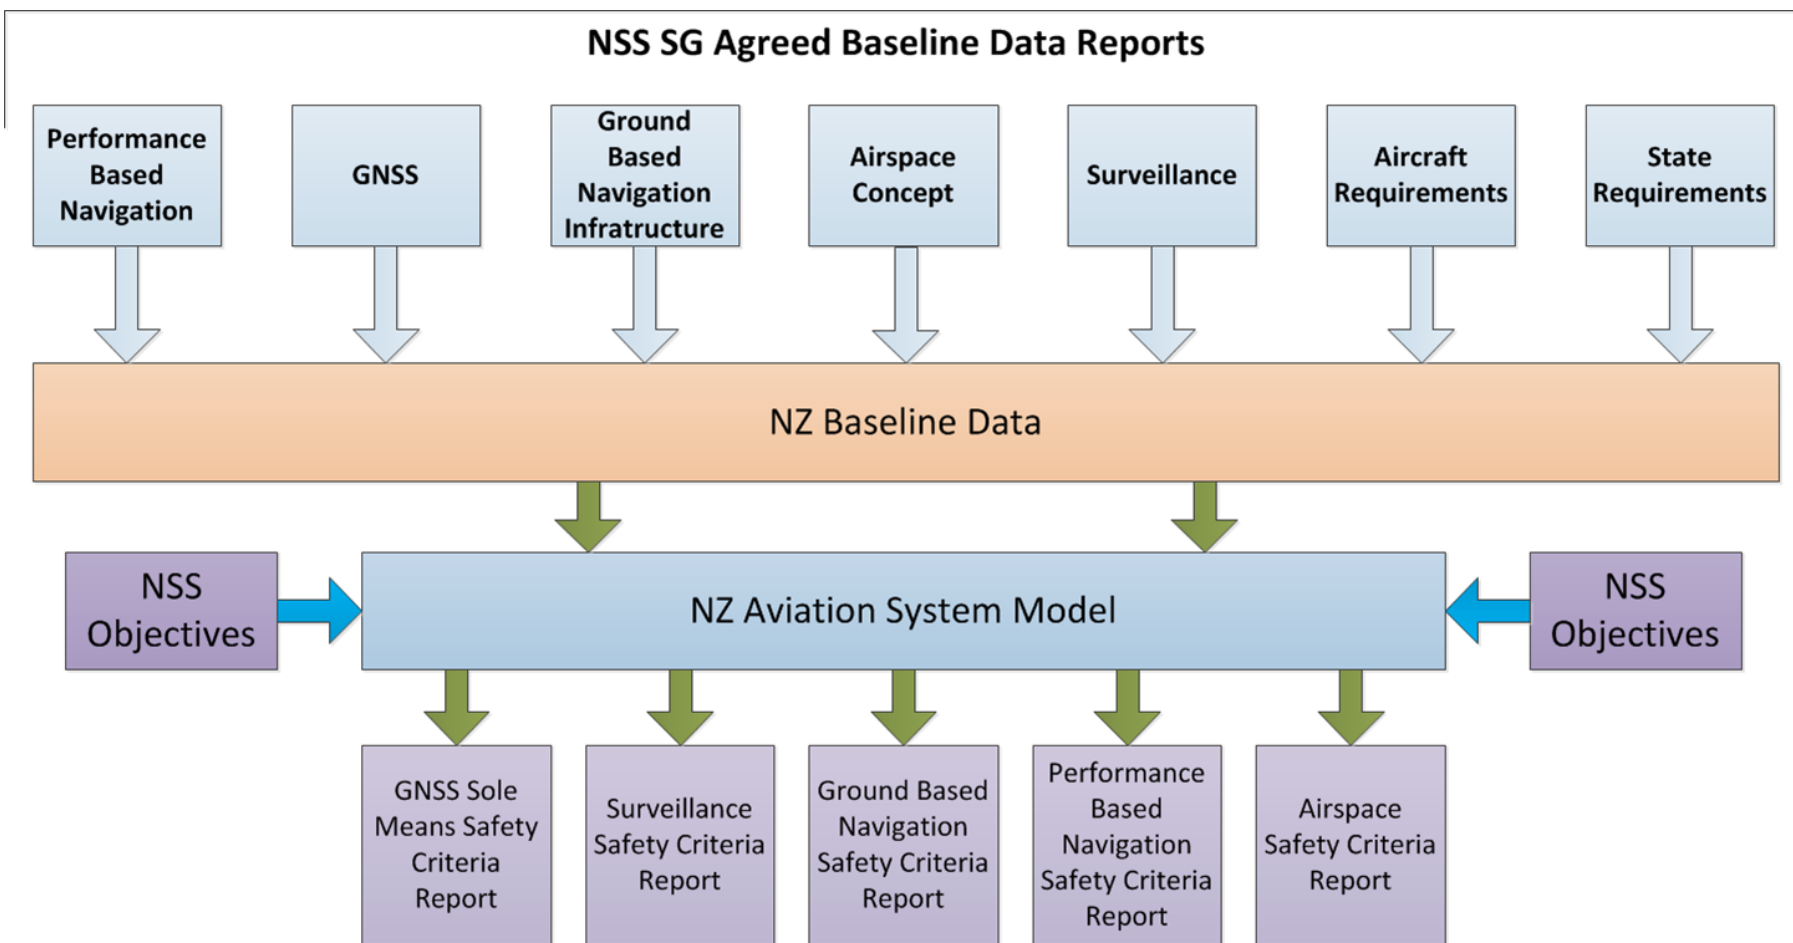 NSS SG Agreed Baseline Data Reports
Performance
Based
Navigation
GNSS
Ground
Based
Navigation
Infratructure
Airspace
Concept
Surveillance
Aircraft
Requirements
State
Requirements
NZ Baseline Data
NSS
Objectives
NZ Aviation System Model
NSS
Objectives
GNSS Sole
Means Safety
Criteria
Report
Surveillance
Safety Criteria
Report
Ground Based
Navigation
Safety Criteria
Report
Performance
Based
Navigation
Safety Criteria
Report
Airspace
Safety Criteria
Report